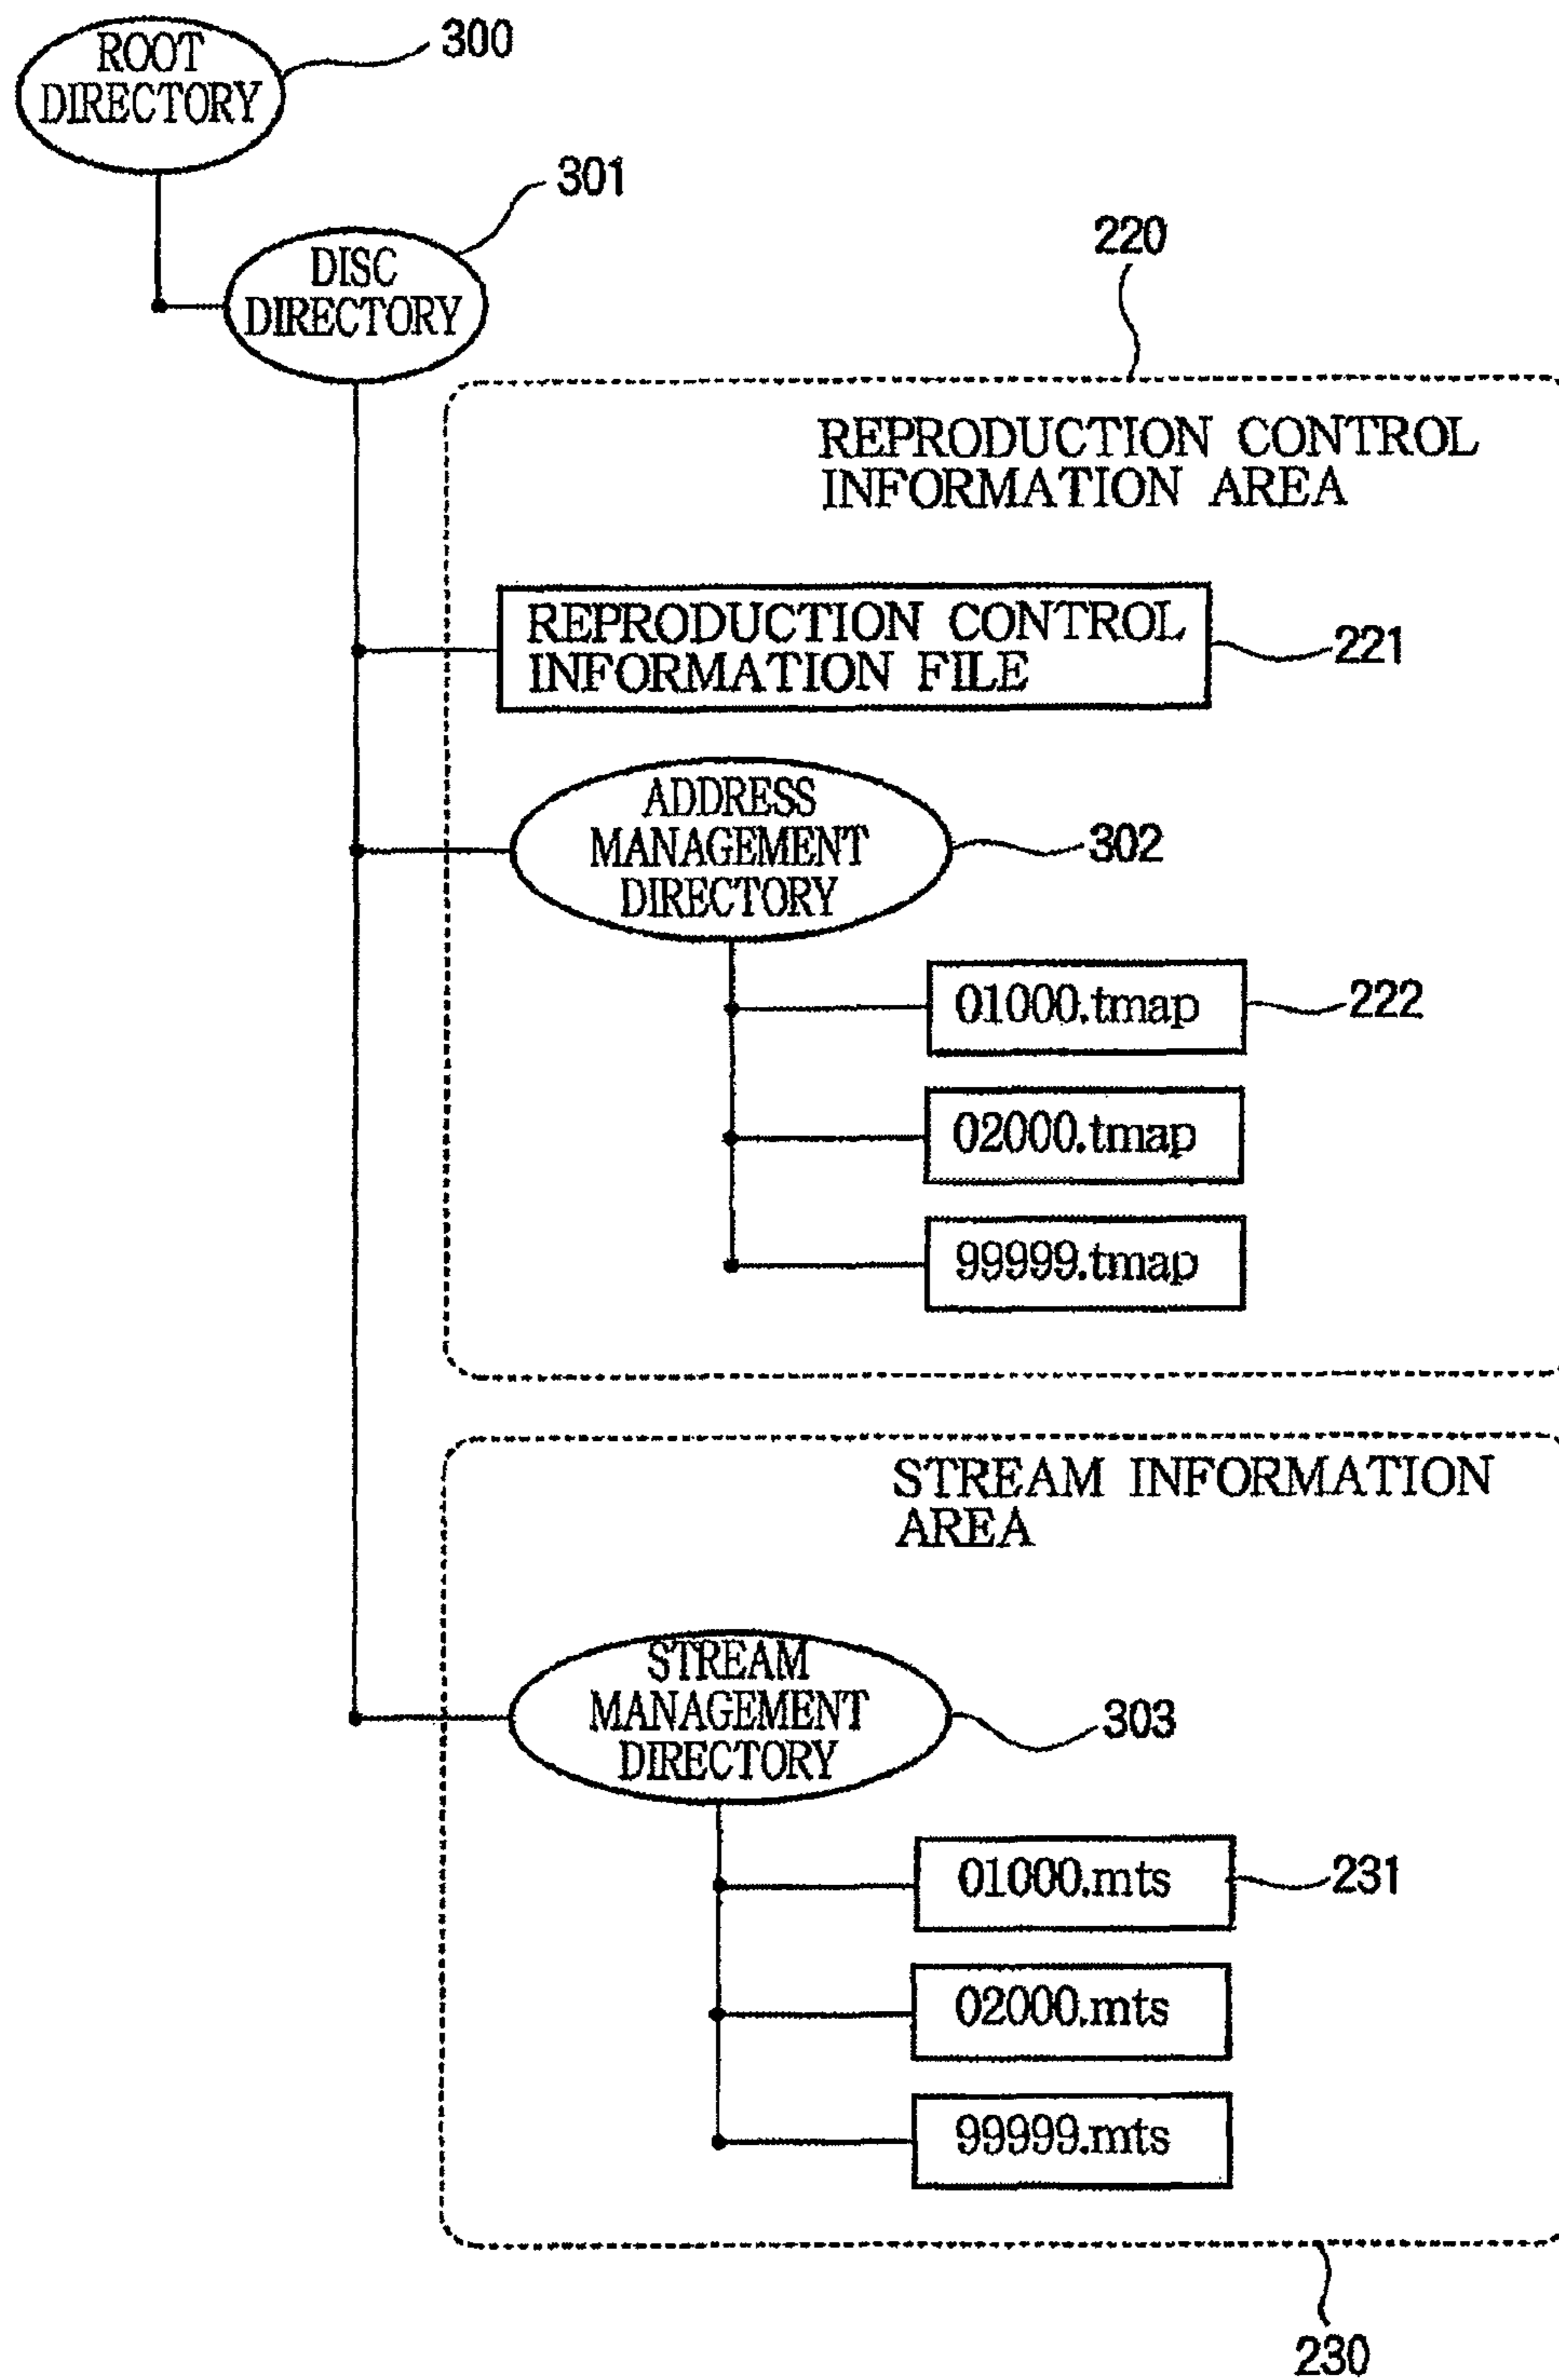 ROOT
DIRECTORY
300
301
DISC
DIRECTORY
220
REPRODUCTION CONTROL
INFORMATION AREA
REPRODUCTION CONTROL
INFORMATION FILE
221
ADDRESS
MANAGEMENT
DIRECTORY
302
01000.tmap
222
02000.tmap
99999.tmap
STREAM INFORMATION
AREA
STREAM
MANAGEMENT
DIRECTORY
303
01000.mts
231
02000.mts
99999.mts
230